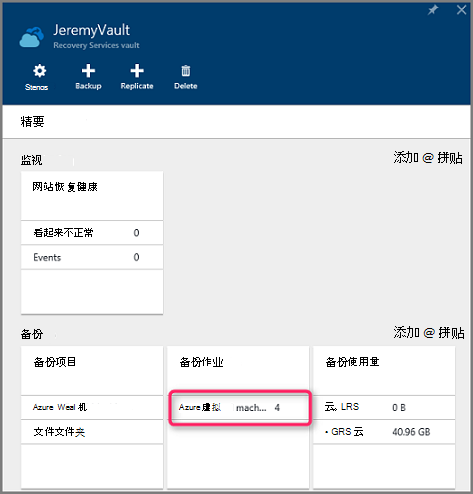 JeremyVault
Recovery Services vault
Stenos Backup Replicate Delete
精要
监视 添加 @ 拼贴
网站恢复健康
看起来不正常 0
Events 0
备份 添加 @ 拼贴
备份项目 备份作业 备份使用量
Azure Weal 机 Azure 虚拟 mach... 4 云, LRS 0 B
文件文件夹 • GRS 云 40.96 GB